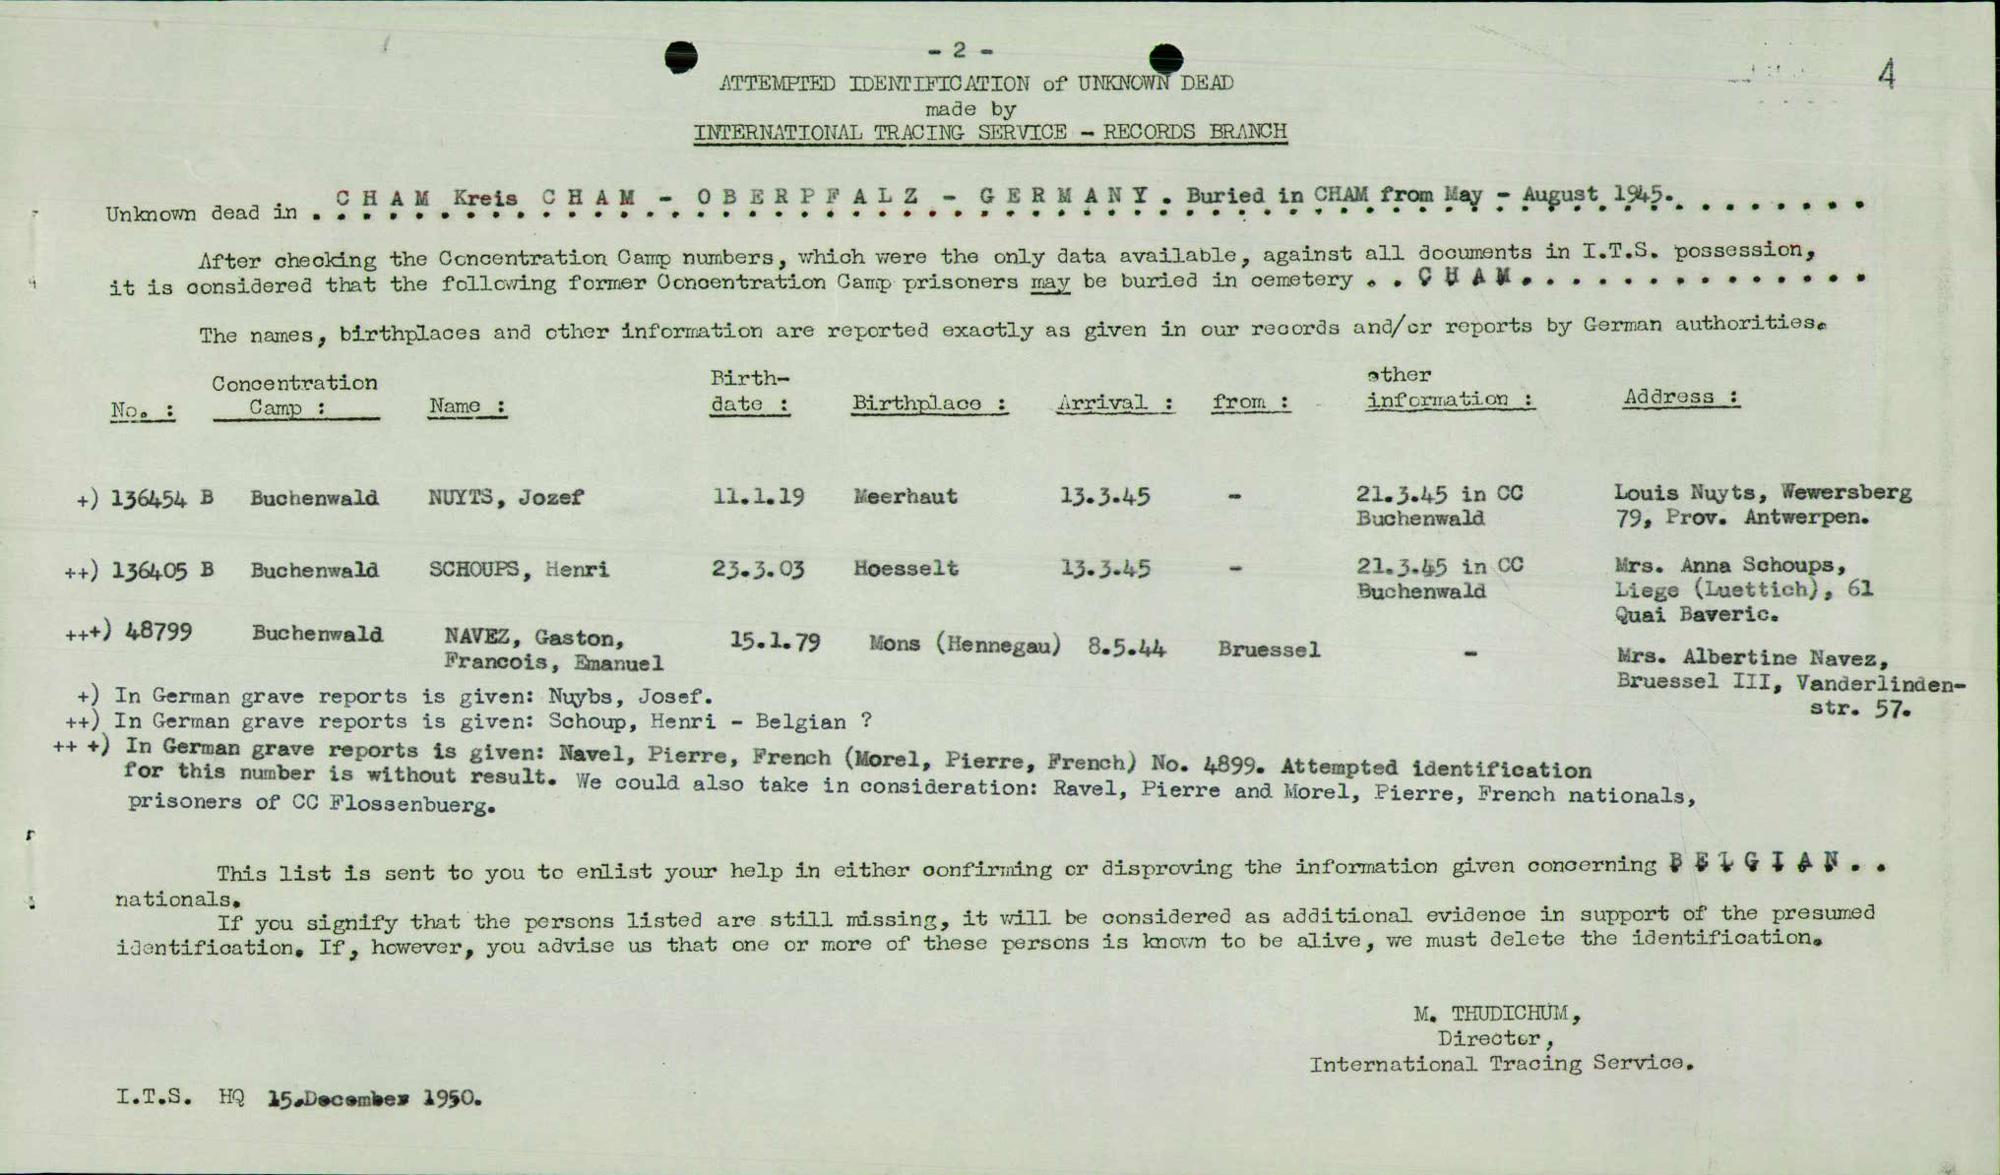 - 2 -
4
ATTEMPTED IDENTIFICATION of UNKNOWN DEAD
made by
INTERNATIONAL TRACING SERVICE - RECORDS BRANCH
Unknown dead in . C H A M Kreis C H A M - O B E R P F A L Z - G E R M A N Y . Buried in CHAM from May - August 1945. . . . . . . . .
After checking the Concentration Camp numbers, which were the only data available, against all documents in I.T.S. possession,
it is considered that the following former Concentration Camp prisoners may be buried in cemetery . . C H A M . . . . . . . . . . . . . .
The names, birthplaces and other information are reported exactly as given in our records and/or reports by German authorities.
No. : Concentration Camp : Name : Birth-date : Birthplace : Arrival : from : other information : Address :
+) 136454 B Buchenwald NUYTS, Jozef 11.1.19 Meerhaut 13.3.45 - 21.3.45 in CC Louis Nuyts, Wewersberg
Buchenwald 79, Prov. Antwerpen.
++) 136405 B Buchenwald SCHOUPS, Henri 23.3.03 Hoesselt 13.3.45 - 21.3.45 in CC Mrs. Anna Schoups,
Buchenwald Liege (Luettich), 61
Quai Baveric.
+++) 48799 Buchenwald NAVEZ, Gaston, 15.1.79 Mons (Hennegau) 8.5.44 Bruessel - Mrs. Albertine Navez,
Francois, Emanuel Bruessel III, Vanderlinden-
str. 57.
+) In German grave reports is given: Nuybs, Josef.
++) In German grave reports is given: Schoup, Henri - Belgian ?
++ +) In German grave reports is given: Navel, Pierre, French (Morel, Pierre, French) No. 4899. Attempted identification
for this number is without result. We could also take in consideration: Ravel, Pierre and Morel, Pierre, French nationals,
prisoners of CC Flossenbuerg.
This list is sent to you to enlist your help in either confirming or disproving the information given concerning B E L G I A N . .
nationals.
If you signify that the persons listed are still missing, it will be considered as additional evidence in support of the presumed
identification. If, however, you advise us that one or more of these persons is known to be alive, we must delete the identification.
M. THUDICHUM,
Director,
International Tracing Service.
I.T.S. HQ 15.December 1950.